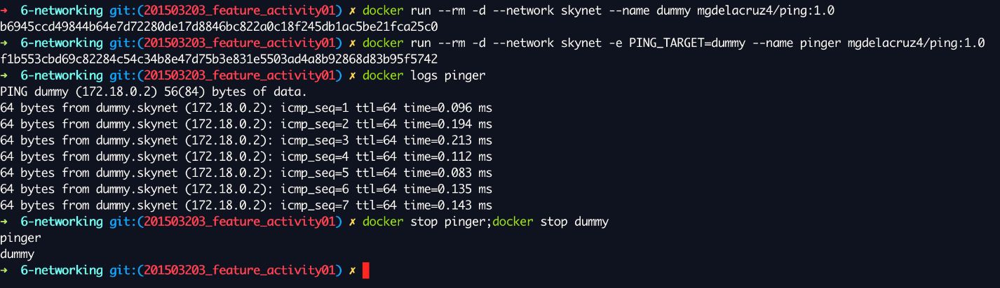 ➜  6-networking git:(201503203_feature_activity01) ✗ docker run --rm -d --network skynet --name dummy mgdelacruz4/ping:1.0
b6945ccd49844b64e7d72280de17d8846bc822a0c18f245db1ac5be21fca25c0
➜  6-networking git:(201503203_feature_activity01) ✗ docker run --rm -d --network skynet -e PING_TARGET=dummy --name pinger mgdelacruz4/ping:1.0
f1b553cbd69c82284c54c34b8e47d75b3e831e5503ad4a8b92868d83b95f5742
➜  6-networking git:(201503203_feature_activity01) ✗ docker logs pinger
PING dummy (172.18.0.2) 56(84) bytes of data.
64 bytes from dummy.skynet (172.18.0.2): icmp_seq=1 ttl=64 time=0.096 ms
64 bytes from dummy.skynet (172.18.0.2): icmp_seq=2 ttl=64 time=0.194 ms
64 bytes from dummy.skynet (172.18.0.2): icmp_seq=3 ttl=64 time=0.213 ms
64 bytes from dummy.skynet (172.18.0.2): icmp_seq=4 ttl=64 time=0.112 ms
64 bytes from dummy.skynet (172.18.0.2): icmp_seq=5 ttl=64 time=0.083 ms
64 bytes from dummy.skynet (172.18.0.2): icmp_seq=6 ttl=64 time=0.135 ms
64 bytes from dummy.skynet (172.18.0.2): icmp_seq=7 ttl=64 time=0.143 ms
➜  6-networking git:(201503203_feature_activity01) ✗ docker stop pinger;docker stop dummy
pinger
dummy
➜  6-networking git:(201503203_feature_activity01) ✗